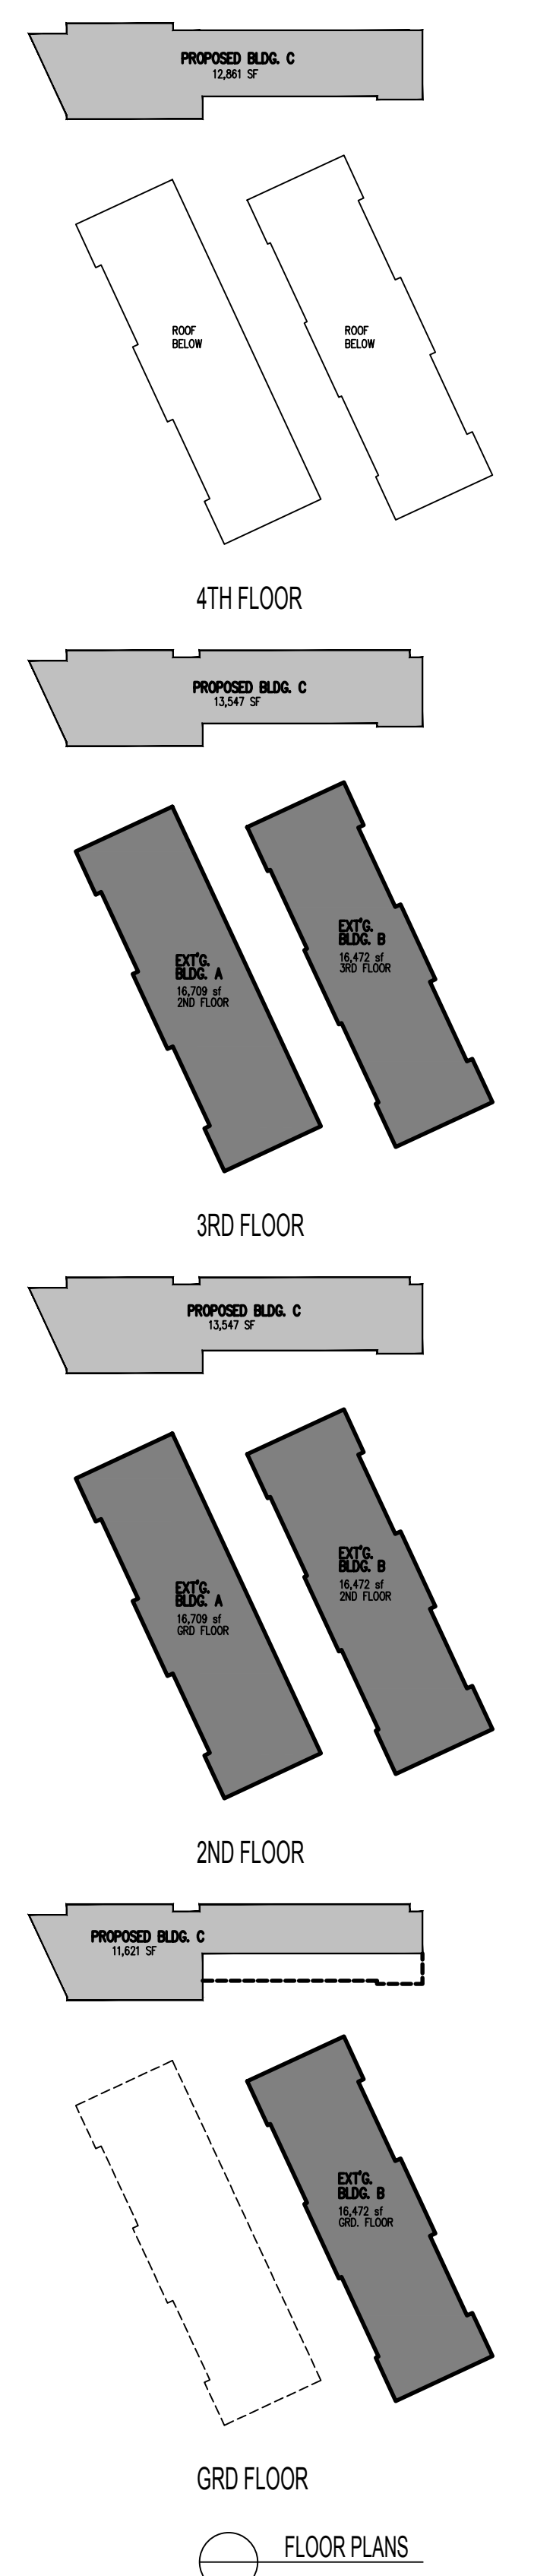 PROPOSED BLDG. C
12,861 SF
ROOF
BELOW
ROOF
BELOW
4TH FLOOR
PROPOSED BLDG. C
13,547 SF
EXT'G.
BLDG. B
16,472 sf
3RD FLOOR
EXT'G.
BLDG. A
16,709 sf
2ND FLOOR
3RD FLOOR
PROPOSED BLDG. C
13,547 SF
EXT'G.
BLDG. B
16,472 sf
2ND FLOOR
EXT'G.
BLDG. A
16,709 sf
GRD FLOOR
2ND FLOOR
PROPOSED BLDG. C
11,621 SF
EXT'G.
BLDG. B
16,472 sf
GRD. FLOOR
GRD FLOOR
FLOOR PLANS